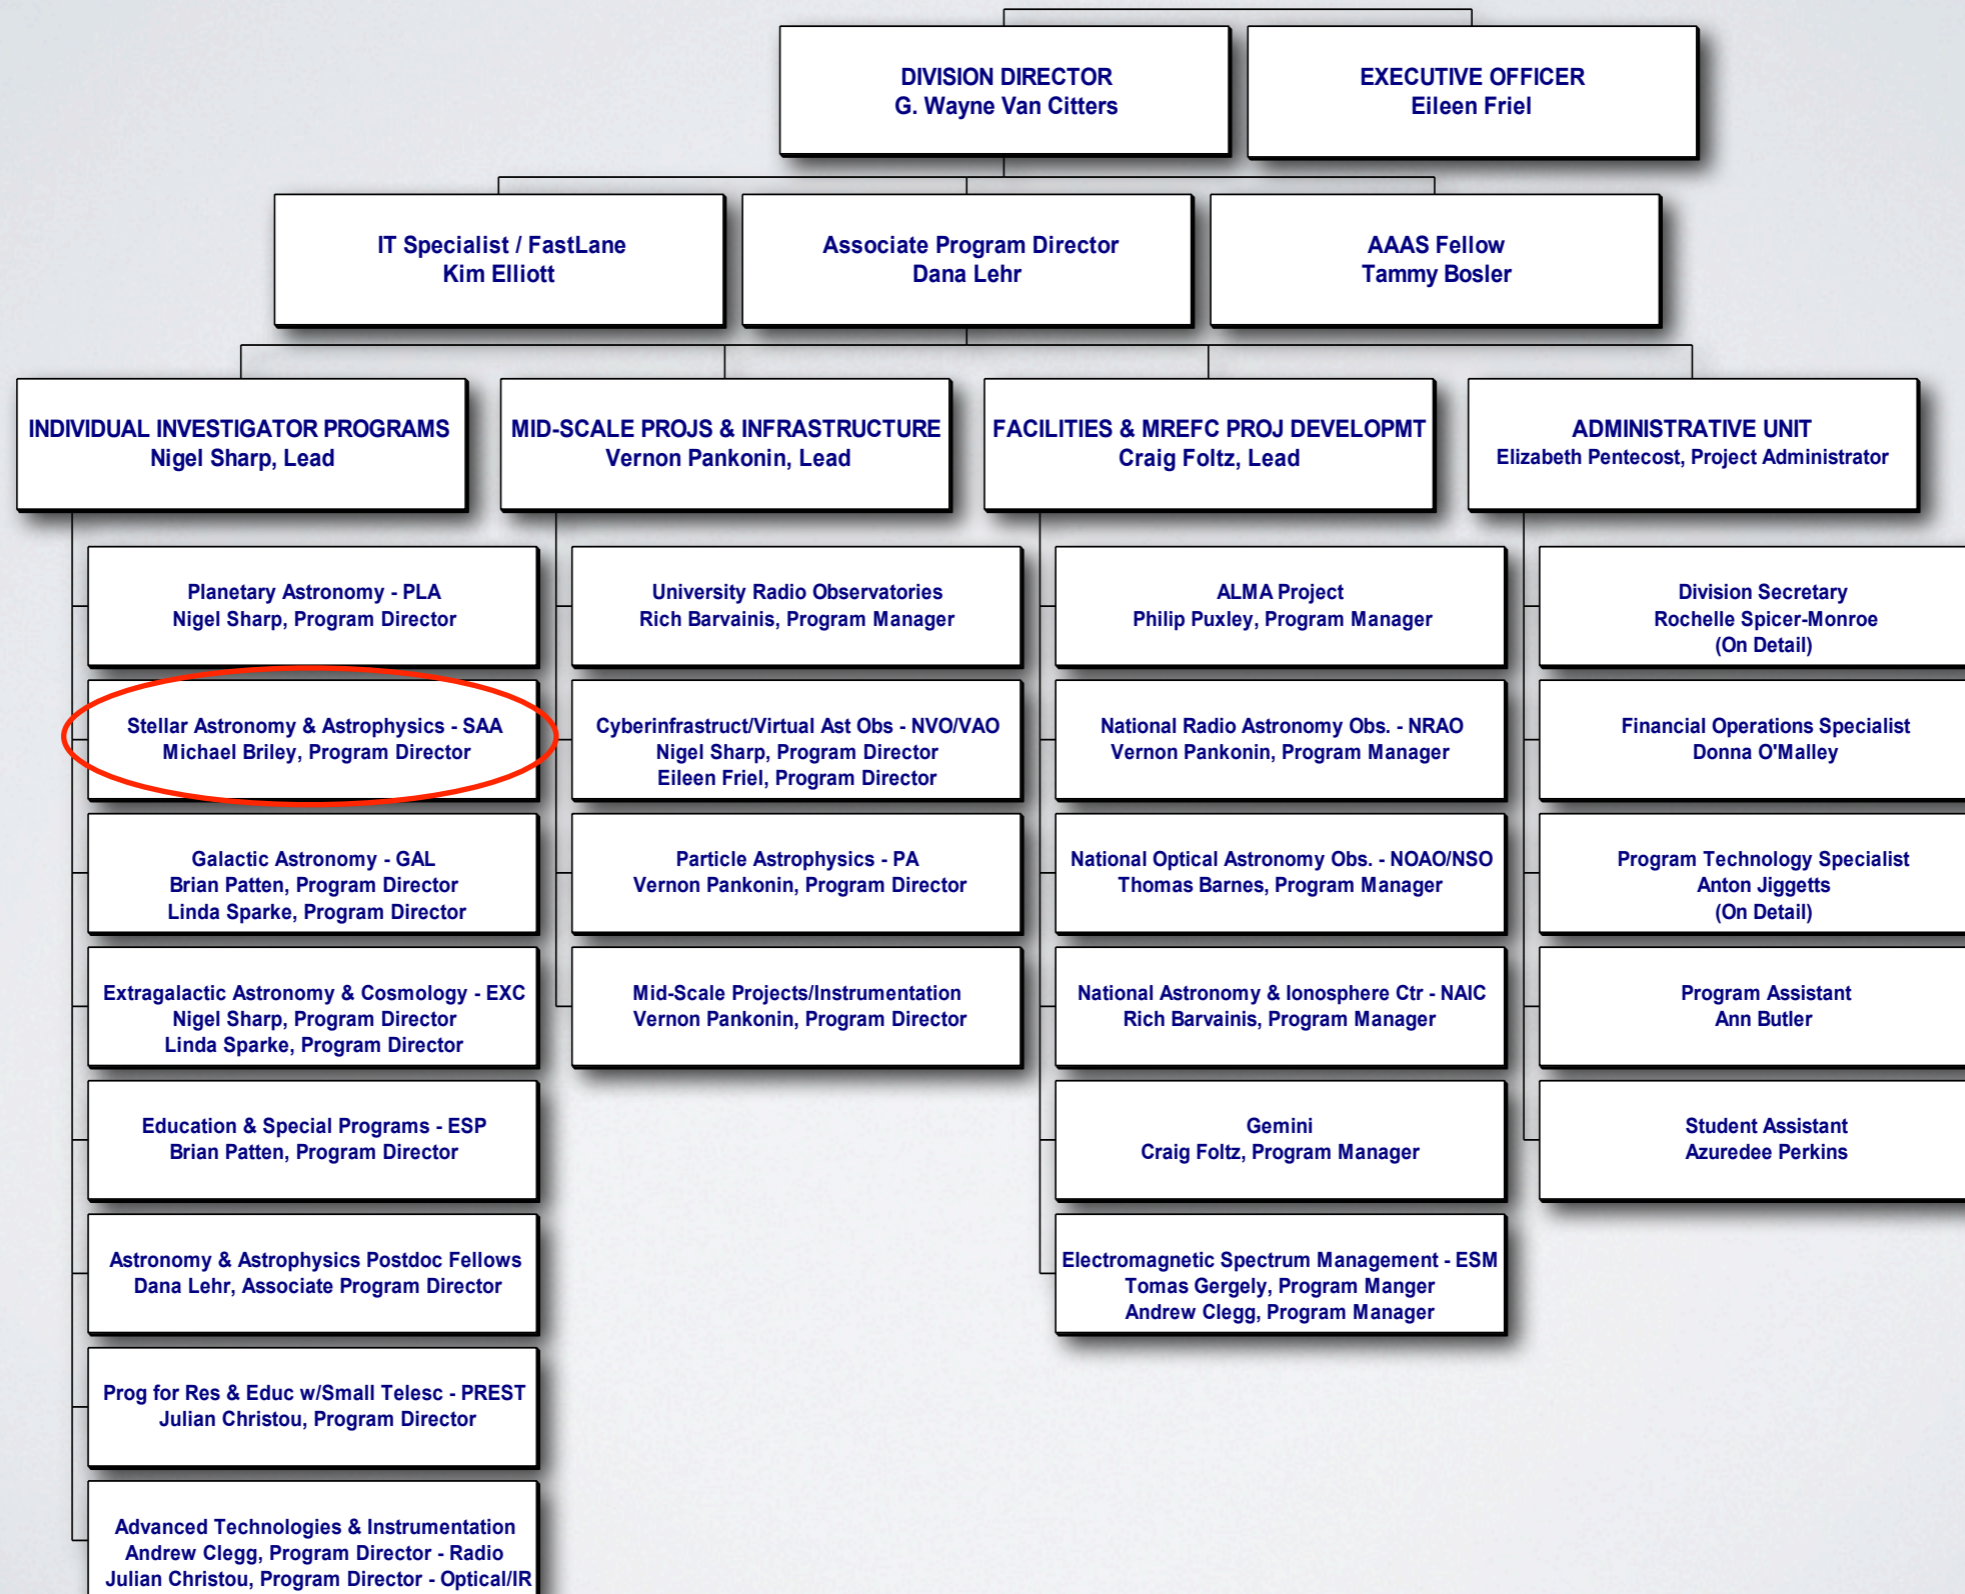 DIVISION DIRECTOR
G. Wayne Van Citters
EXECUTIVE OFFICER
Eileen Friel
IT Specialist / FastLane
Kim Elliott
Associate Program Director
Dana Lehr
AAAS Fellow
Tammy Bosler
INDIVIDUAL INVESTIGATOR PROGRAMS
Nigel Sharp, Lead
MID-SCALE PROJS & INFRASTRUCTURE
Vernon Pankonin, Lead
FACILITIES & MREFC PROJ DEVELOPMT
Craig Foltz, Lead
ADMINISTRATIVE UNIT
Elizabeth Pentecost, Project Administrator
Planetary Astronomy - PLA
Nigel Sharp, Program Director
Stellar Astronomy & Astrophysics - SAA
Michael Briley, Program Director
Galactic Astronomy - GAL
Brian Patten, Program Director
Linda Sparke, Program Director
Extragalactic Astronomy & Cosmology - EXC
Nigel Sharp, Program Director
Linda Sparke, Program Director
Education & Special Programs - ESP
Brian Patten, Program Director
Astronomy & Astrophysics Postdoc Fellows
Dana Lehr, Associate Program Director
Prog for Res & Educ w/Small Telesc - PREST
Julian Christou, Program Director
Advanced Technologies & Instrumentation
Andrew Clegg, Program Director - Radio
Julian Christou, Program Director - Optical/IR
University Radio Observatories
Rich Barvainis, Program Manager
Cyberinfrastruct/Virtual Ast Obs - NVO/VAO
Nigel Sharp, Program Director
Eileen Friel, Program Director
Particle Astrophysics - PA
Vernon Pankonin, Program Director
Mid-Scale Projects/Instrumentation
Vernon Pankonin, Program Director
ALMA Project
Philip Puxley, Program Manager
National Radio Astronomy Obs. - NRAO
Vernon Pankonin, Program Manager
National Optical Astronomy Obs. - NOAO/NSO
Thomas Barnes, Program Manager
National Astronomy & Ionosphere Ctr - NAIC
Rich Barvainis, Program Manager
Gemini
Craig Foltz, Program Manager
Electromagnetic Spectrum Management - ESM
Tomas Gergely, Program Manger
Andrew Clegg, Program Manager
Division Secretary
Rochelle Spicer-Monroe
(On Detail)
Financial Operations Specialist
Donna O'Malley
Program Technology Specialist
Anton Jiggetts
(On Detail)
Program Assistant
Ann Butler
Student Assistant
Azuredee Perkins